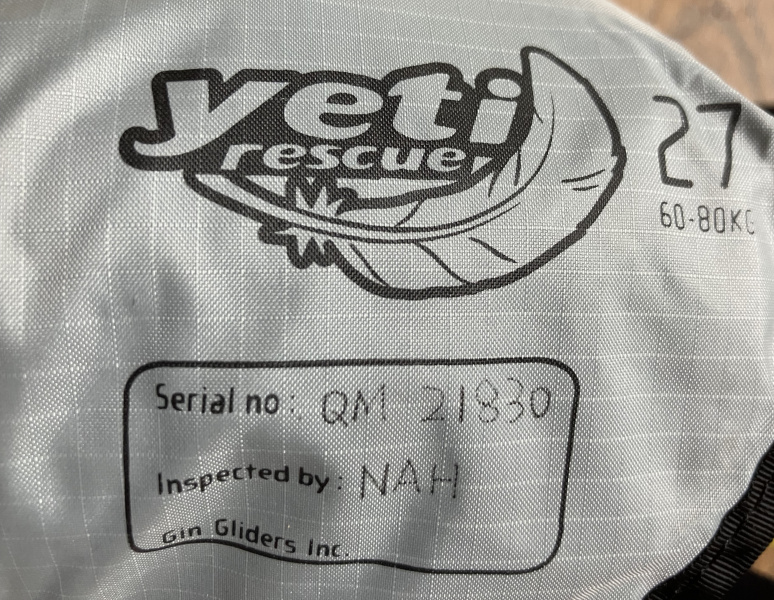 yeti
rescue
27
60-80KG
Serial no: QM 21830
Inspected by: NAH
Gin Gliders Inc.